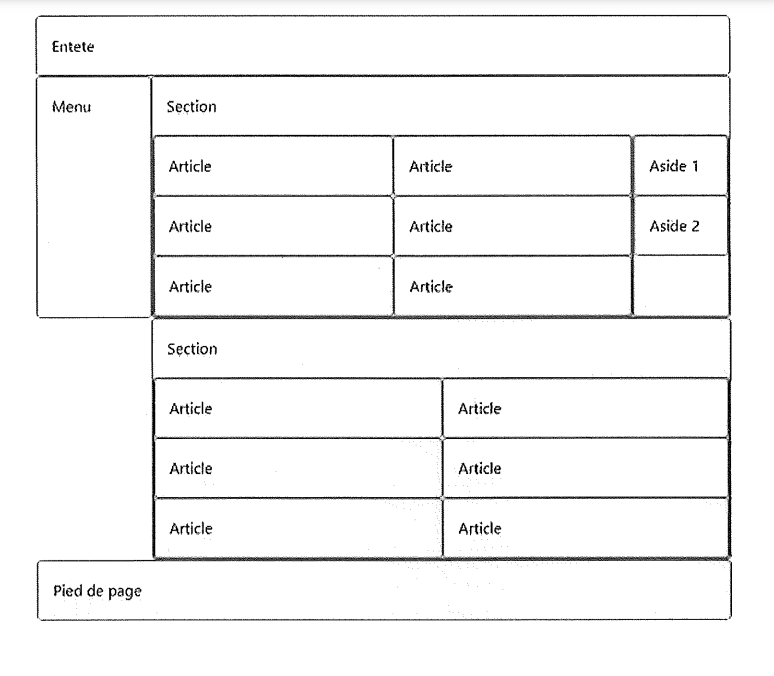 Entete
Menu
Section
Article
Article
Aside 1
Article
Article
Aside 2
Article
Article
Section
Article
Article
Article
Article
Article
Article
Pied de page